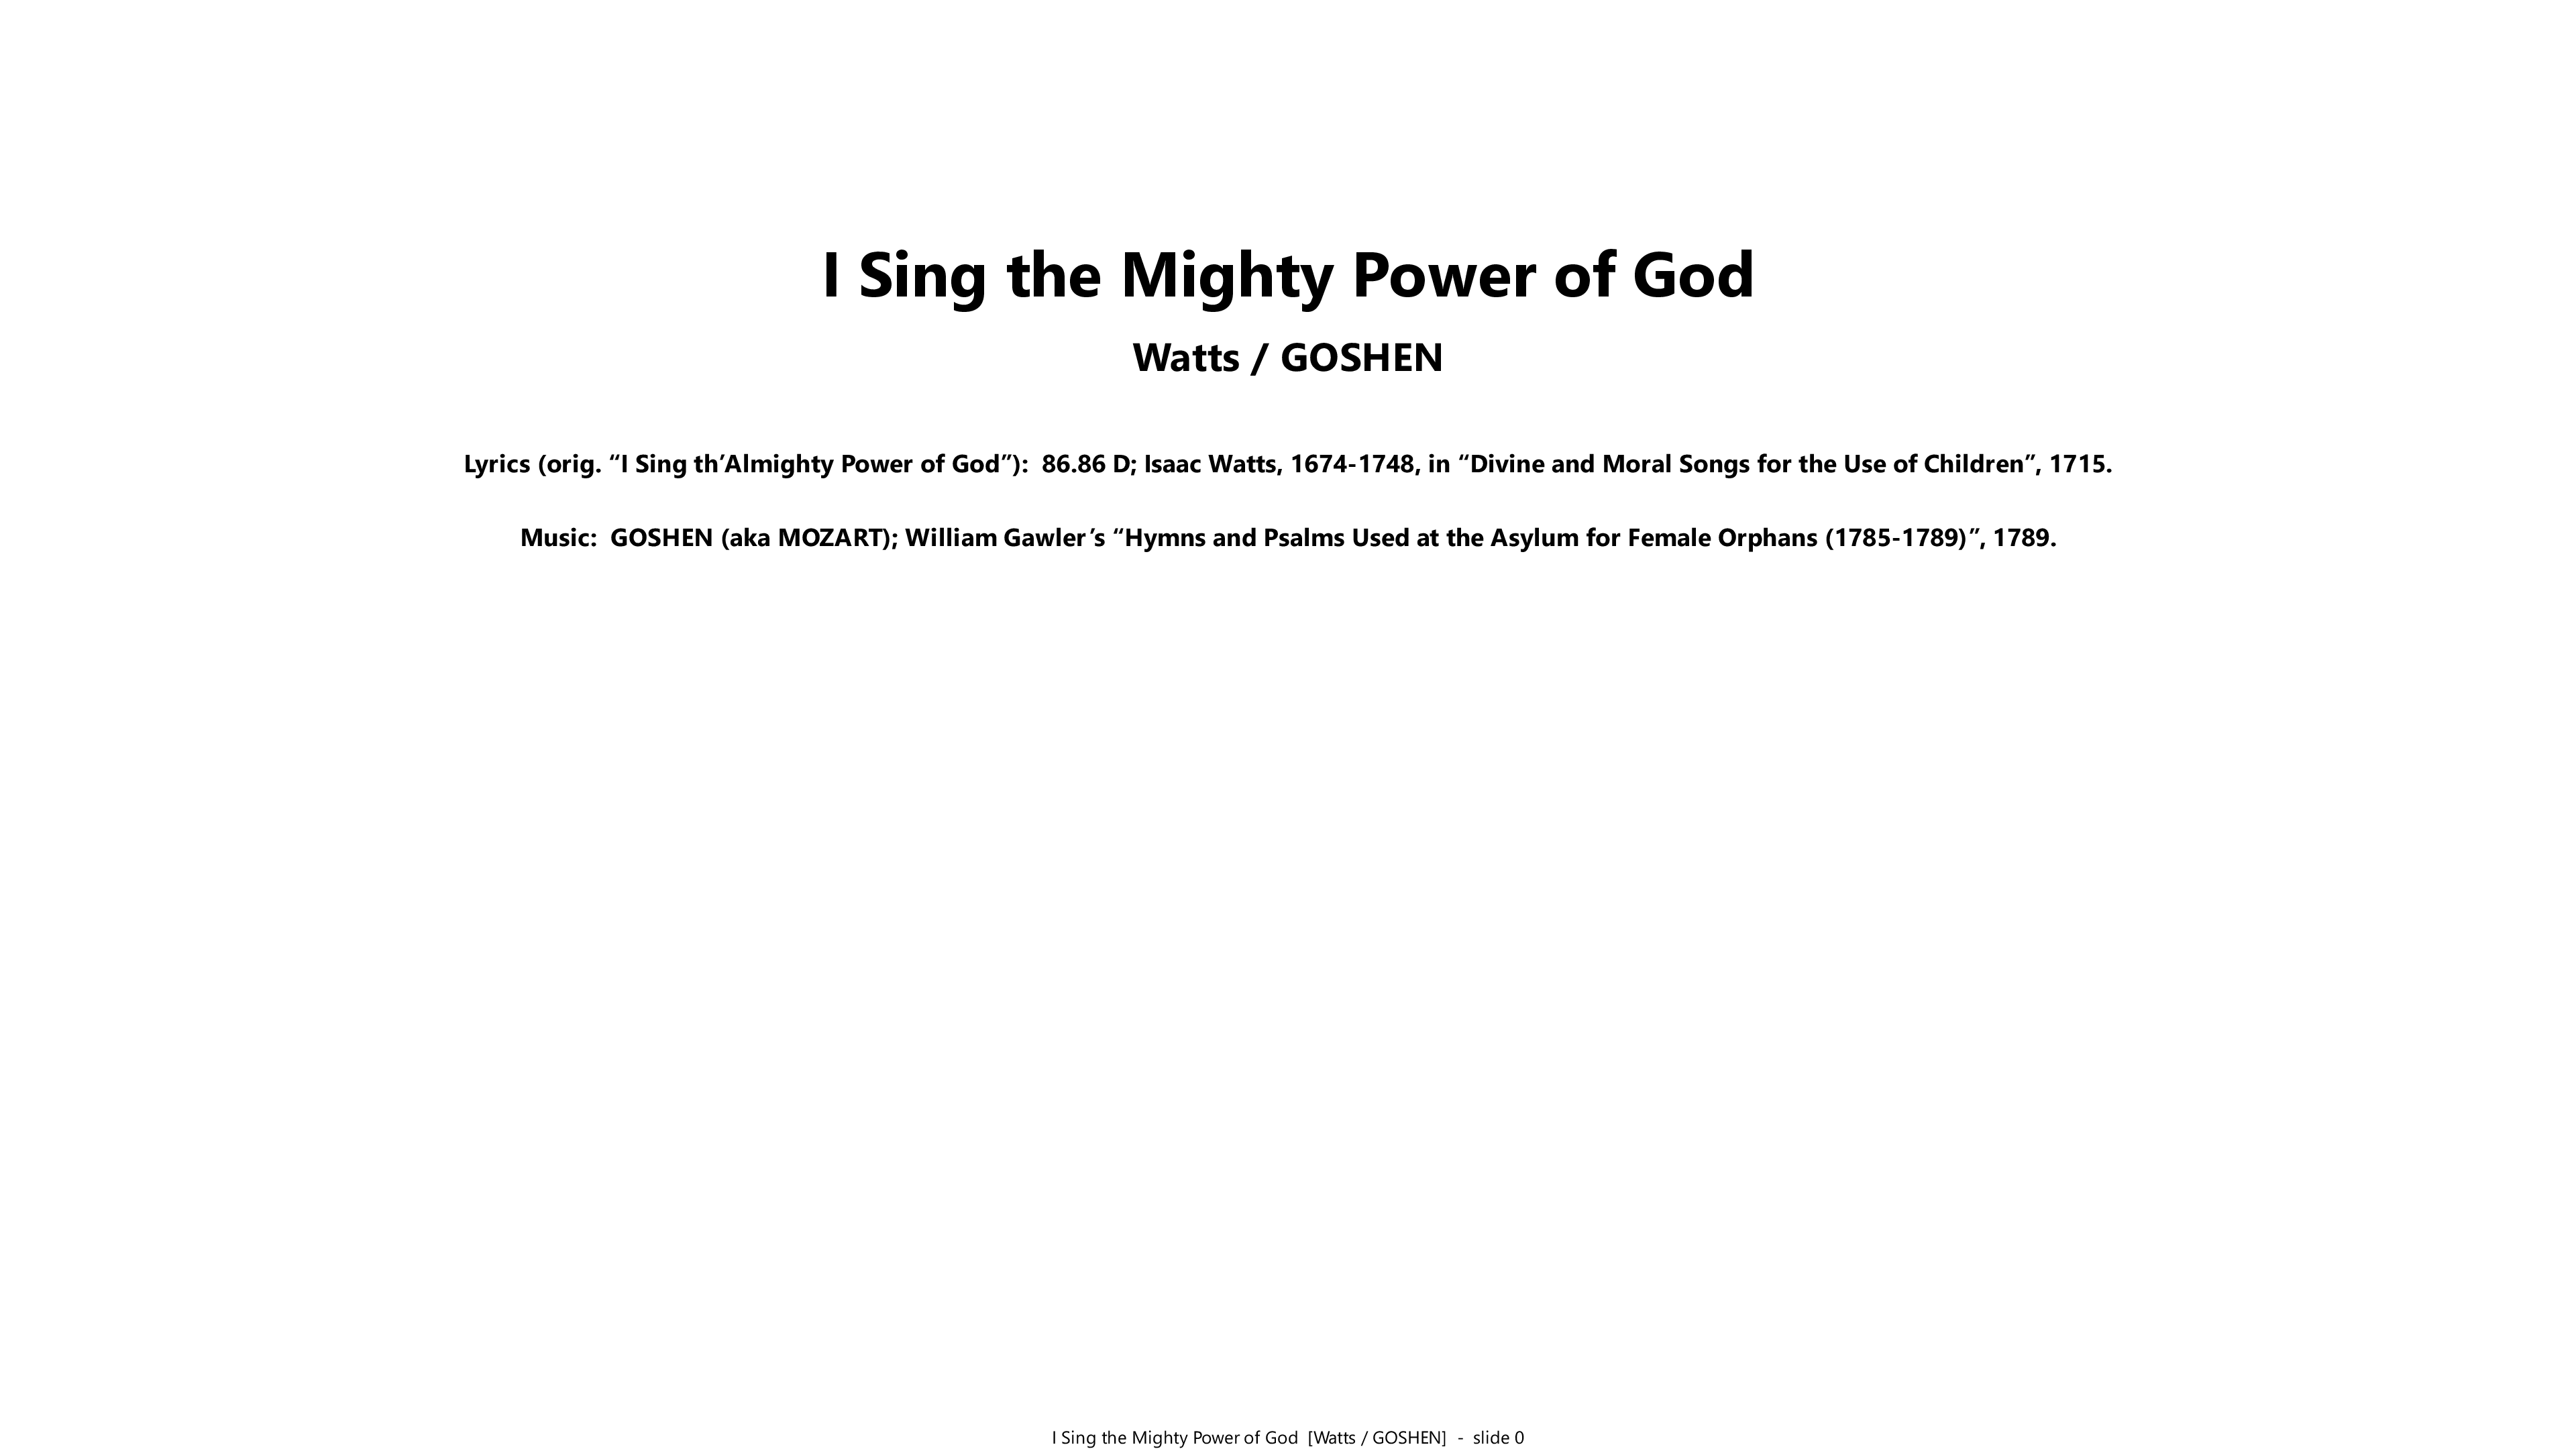 I Sing the Mighty Power of God
Watts / GOSHEN
Lyrics (orig. “I Sing th’Almighty Power of God”):  86.86 D; Isaac Watts, 1674-1748, in “Divine and Moral Songs for the Use of Children”, 1715.
Music:  GOSHEN (aka MOZART); William Gawler’s “Hymns and Psalms Used at the Asylum for Female Orphans (1785-1789)”, 1789.
I Sing the Mighty Power of God  [Watts / GOSHEN]  -  slide 0